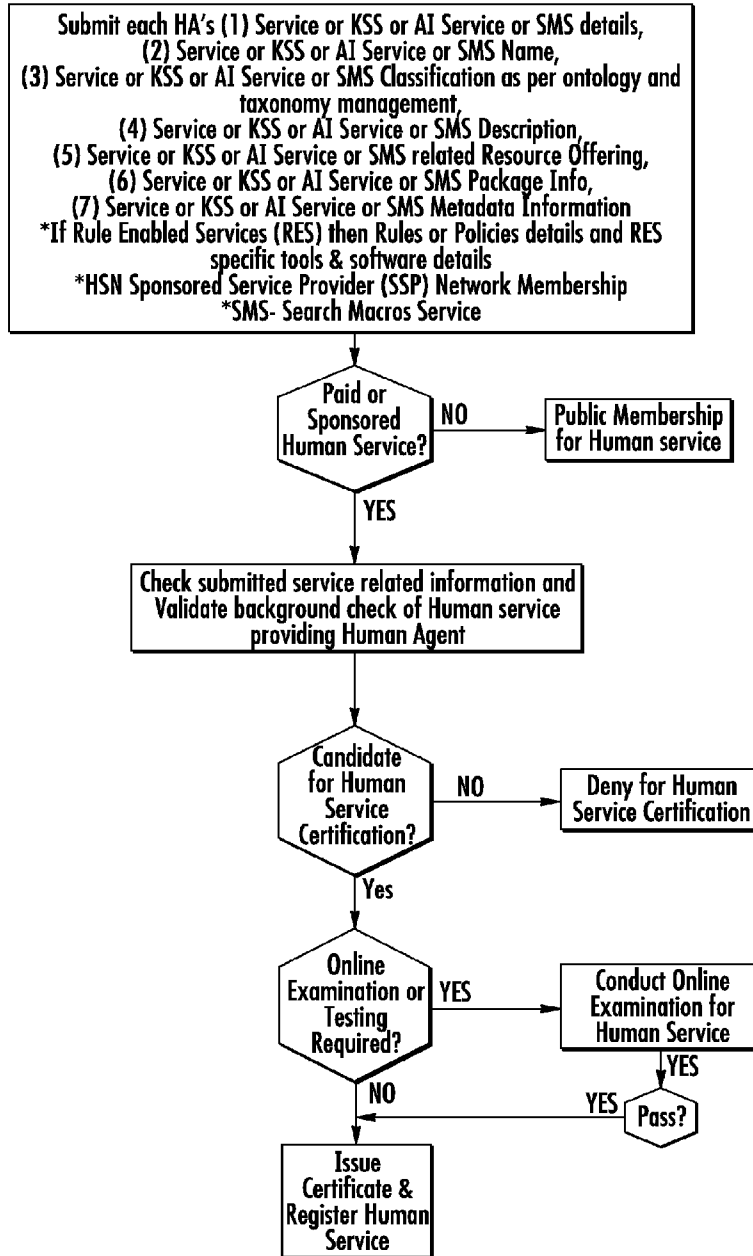 Submit each HA's (1) Service or KSS or AI Service or SMS details,
(2) Service or KSS or AI Service or SMS Name,
(3) Service or KSS or AI Service or SMS Classification as per ontology and
taxonomy management,
(4) Service or KSS or AI Service or SMS Description,
(5) Service or KSS or AI Service or SMS related Resource Offering,
(6) Service or KSS or AI Service or SMS Package Info,
(7) Service or KSS or AI Service or SMS Metadata Information
*If Rule Enabled Services (RES) then Rules or Policies details and RES
specific tools & software details
*HSN Sponsored Service Provider (SSP) Network Membership
*SMS- Search Macros Service
Paid or
Sponsored
Human Service?
NO
Public Membership
for Human service
YES
Check submitted service related information and
Validate background check of Human service
providing Human Agent
Candidate
for Human
Service
Certification?
NO
Deny for Human
Service Certification
Yes
Online
Examination or
Testing
Required?
YES
Conduct Online
Examination for
Human Service
YES
NO
YES
Pass?
Issue
Certificate &
Register Human
Service